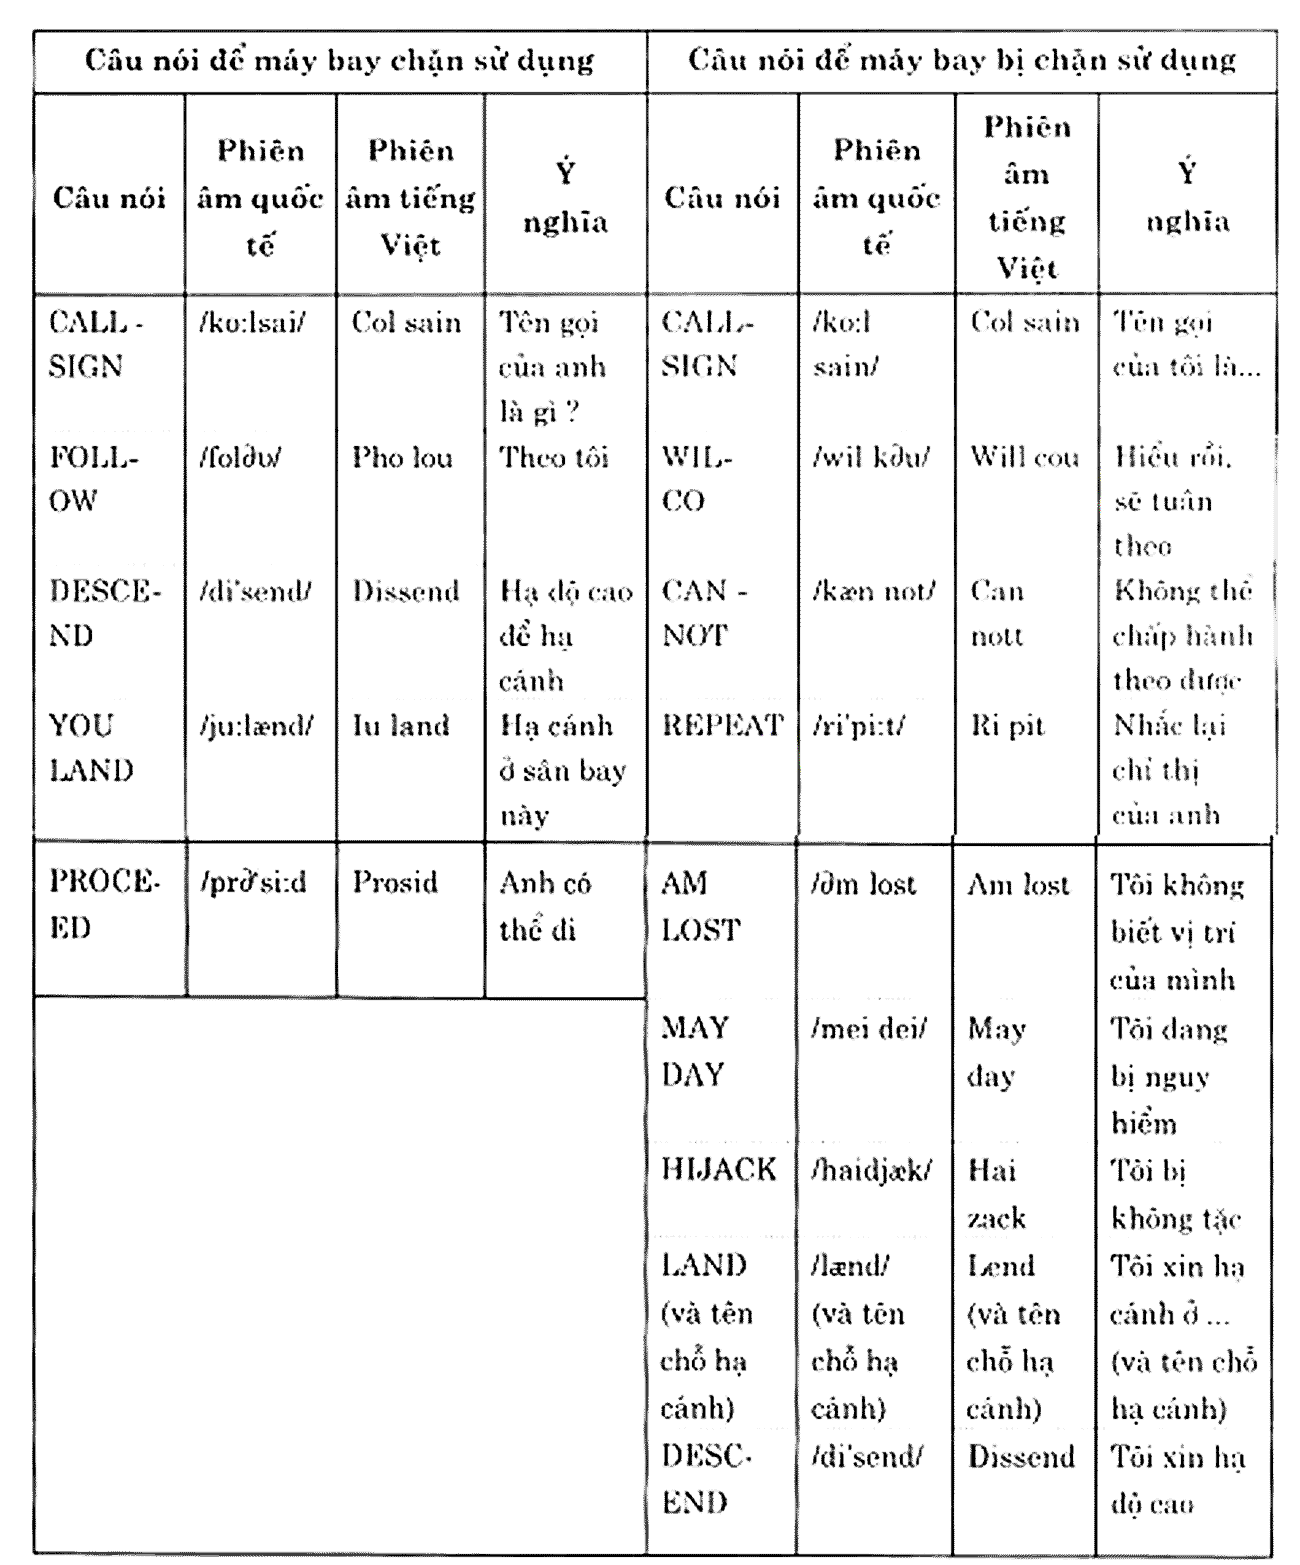 Câu nói để máy bay chặn sử dụng
Câu nói để máy bay bị chặn sử dụng
Câu nói
Phiên
âm quốc
tế
Phiên
âm tiếng
Việt
Ý
nghĩa
Câu nói
Phiên
âm quốc
tế
Phiên
âm
tiếng
Việt
Ý
nghĩa
CALL -
SIGN
/ko:lsai/
Col sain
Tên gọi
của anh
là gì ?
CALL-
SIGN
/ko:l
sain/
Col sain
Tên gọi
của tôi là...
FOLL-
OW
/folởʋ/
Pho lou
Theo tôi
WIL-
CO
/wil kởu/
Will cou
Hiểu rồi,
sẽ tuân
theo
DESCE-
ND
/di'send/
Dissend
Hạ độ cao
để hạ
cánh
CAN -
NOT
/kæn not/
Can
nott
Không thể
chấp hành
theo được
YOU
LAND
/ju:lænd/
Iu land
Hạ cánh
ở sân bay
này
REPEAT
/ri'pi:t/
Ri pit
Nhắc lại
chỉ thị
của anh
PROCE-
ED
/prở'si:d
Prosid
Anh có
thể đi
AM
LOST
/ởm lost
Am lost
Tôi không
biết vị trí
của mình
MAY
DAY
/mei dei/
May
day
Tôi đang
bị nguy
hiểm
HIJACK
/haidjæk/
Hai
zack
Tôi bị
không tặc
LAND
(và tên
chỗ hạ
cánh)
/lænd/
(và tên
chỗ hạ
cánh)
Lend
(và tên
chỗ hạ
cánh)
Tôi xin hạ
cánh ở ...
(và tên chỗ
hạ cánh)
DESC-
END
/di'send/
Dissend
Tôi xin hạ
độ cao